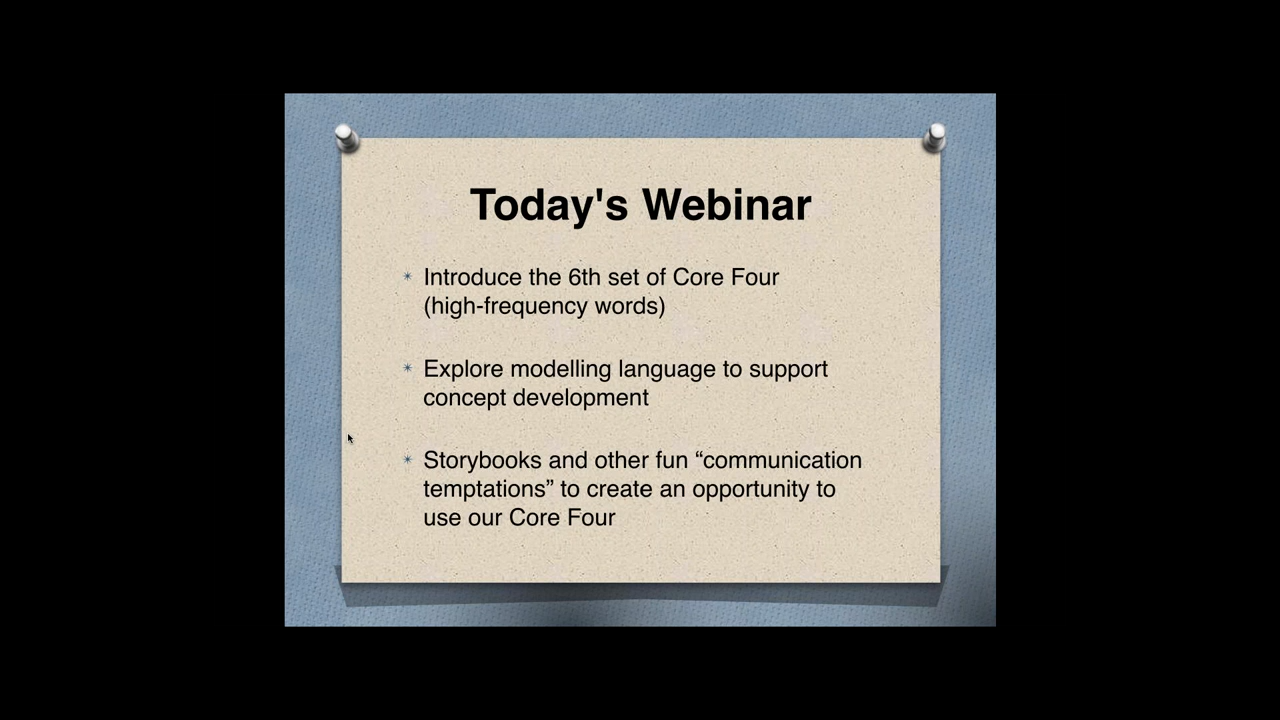 Today's Webinar
Introduce the 6th set of Core Four
(high-frequency words)
Explore modelling language to support
concept development
Storybooks and other fun “communication
temptations” to create an opportunity to
use our Core Four